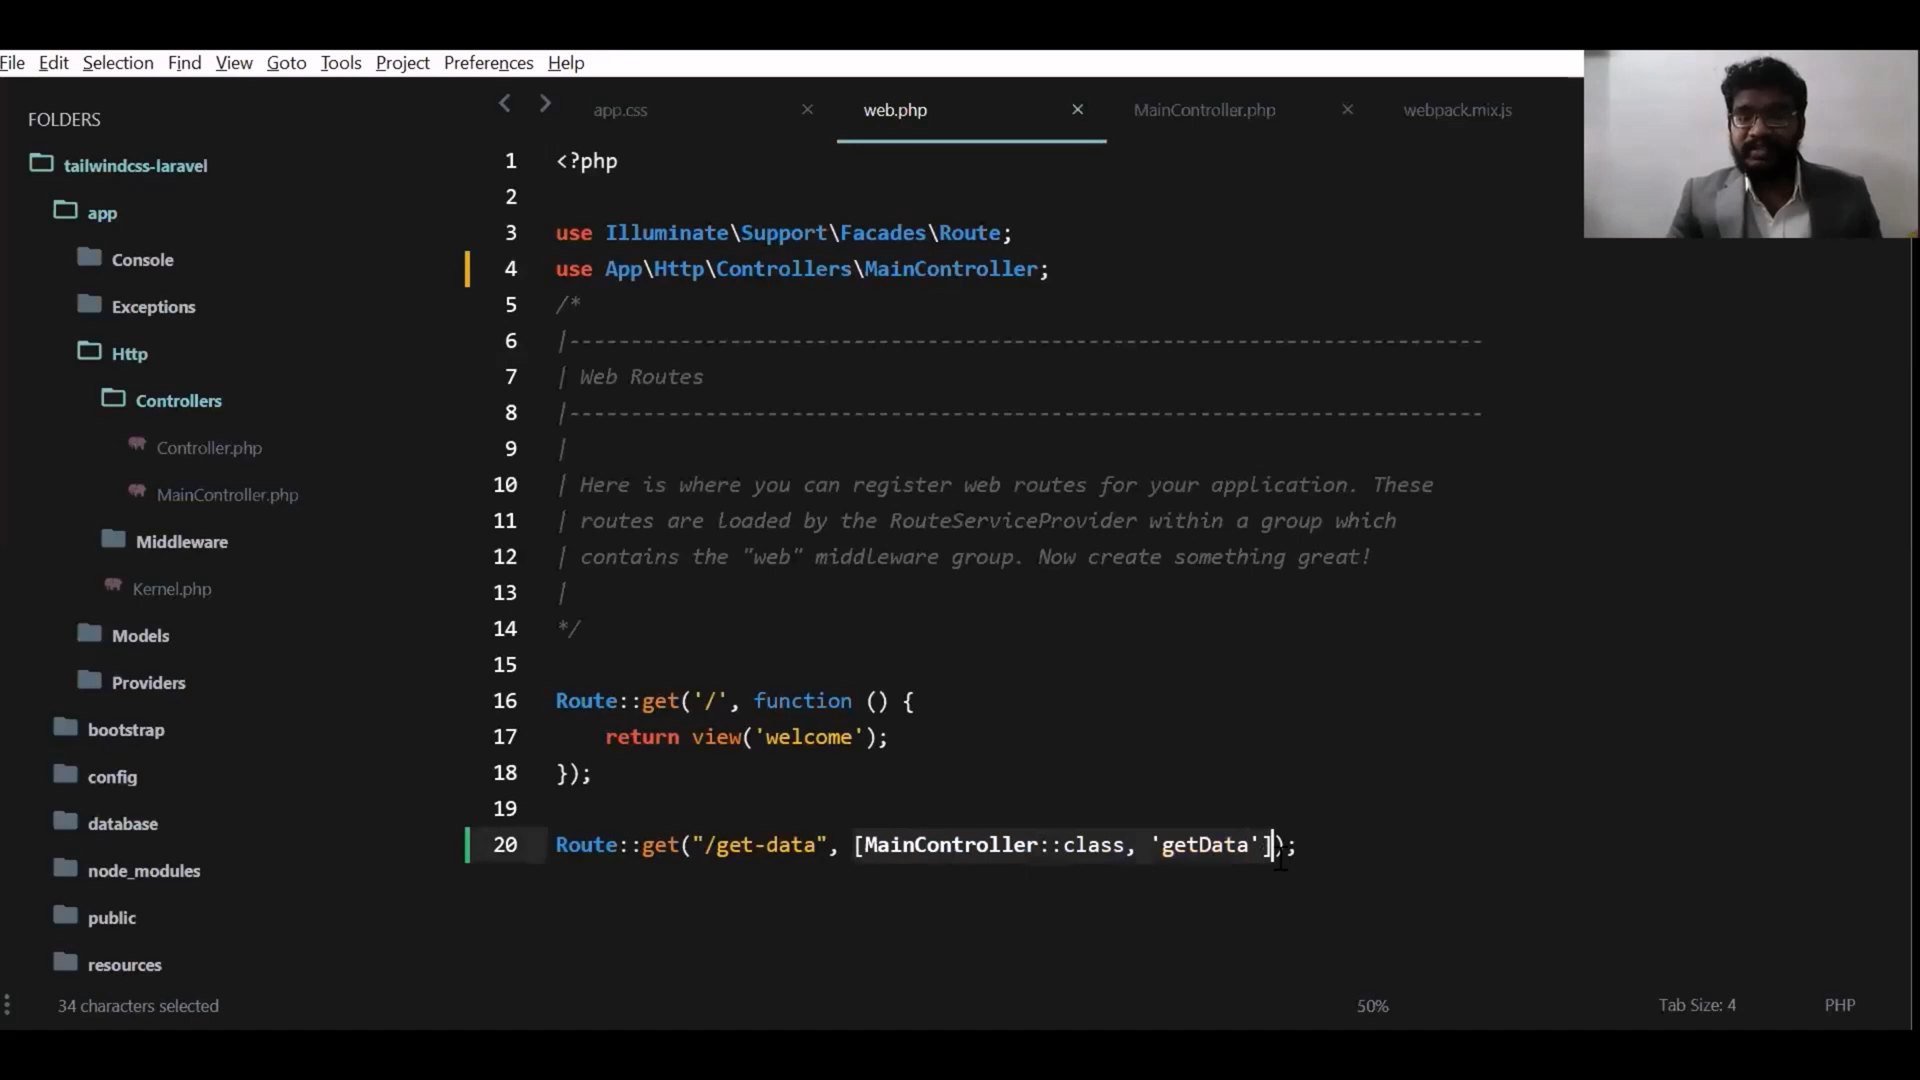 File Edit Selection Find View Goto Tools Project Preferences Help
FOLDERS
tailwindcss-laravel
app
Console
Exceptions
Http
Controllers
Controller.php
MainController.php
Middleware
Kernel.php
Models
Providers
bootstrap
config
database
node_modules
public
resources
app.css × web.php × MainController.php × webpack.mix.js
1 <?php
2
3 use Illuminate\Support\Facades\Route;
4 use App\Http\Controllers\MainController;
5 /*
6 |--------------------------------------------------------------------------
7 | Web Routes
8 |--------------------------------------------------------------------------
9 |
10 | Here is where you can register web routes for your application. These
11 | routes are loaded by the RouteServiceProvider within a group which
12 | contains the "web" middleware group. Now create something great!
13 |
14 */
15
16 Route::get('/', function () {
17     return view('welcome');
18 });
19
20 Route::get("/get-data", [MainController::class, 'getData']);
34 characters selected 50% Tab Size: 4 PHP